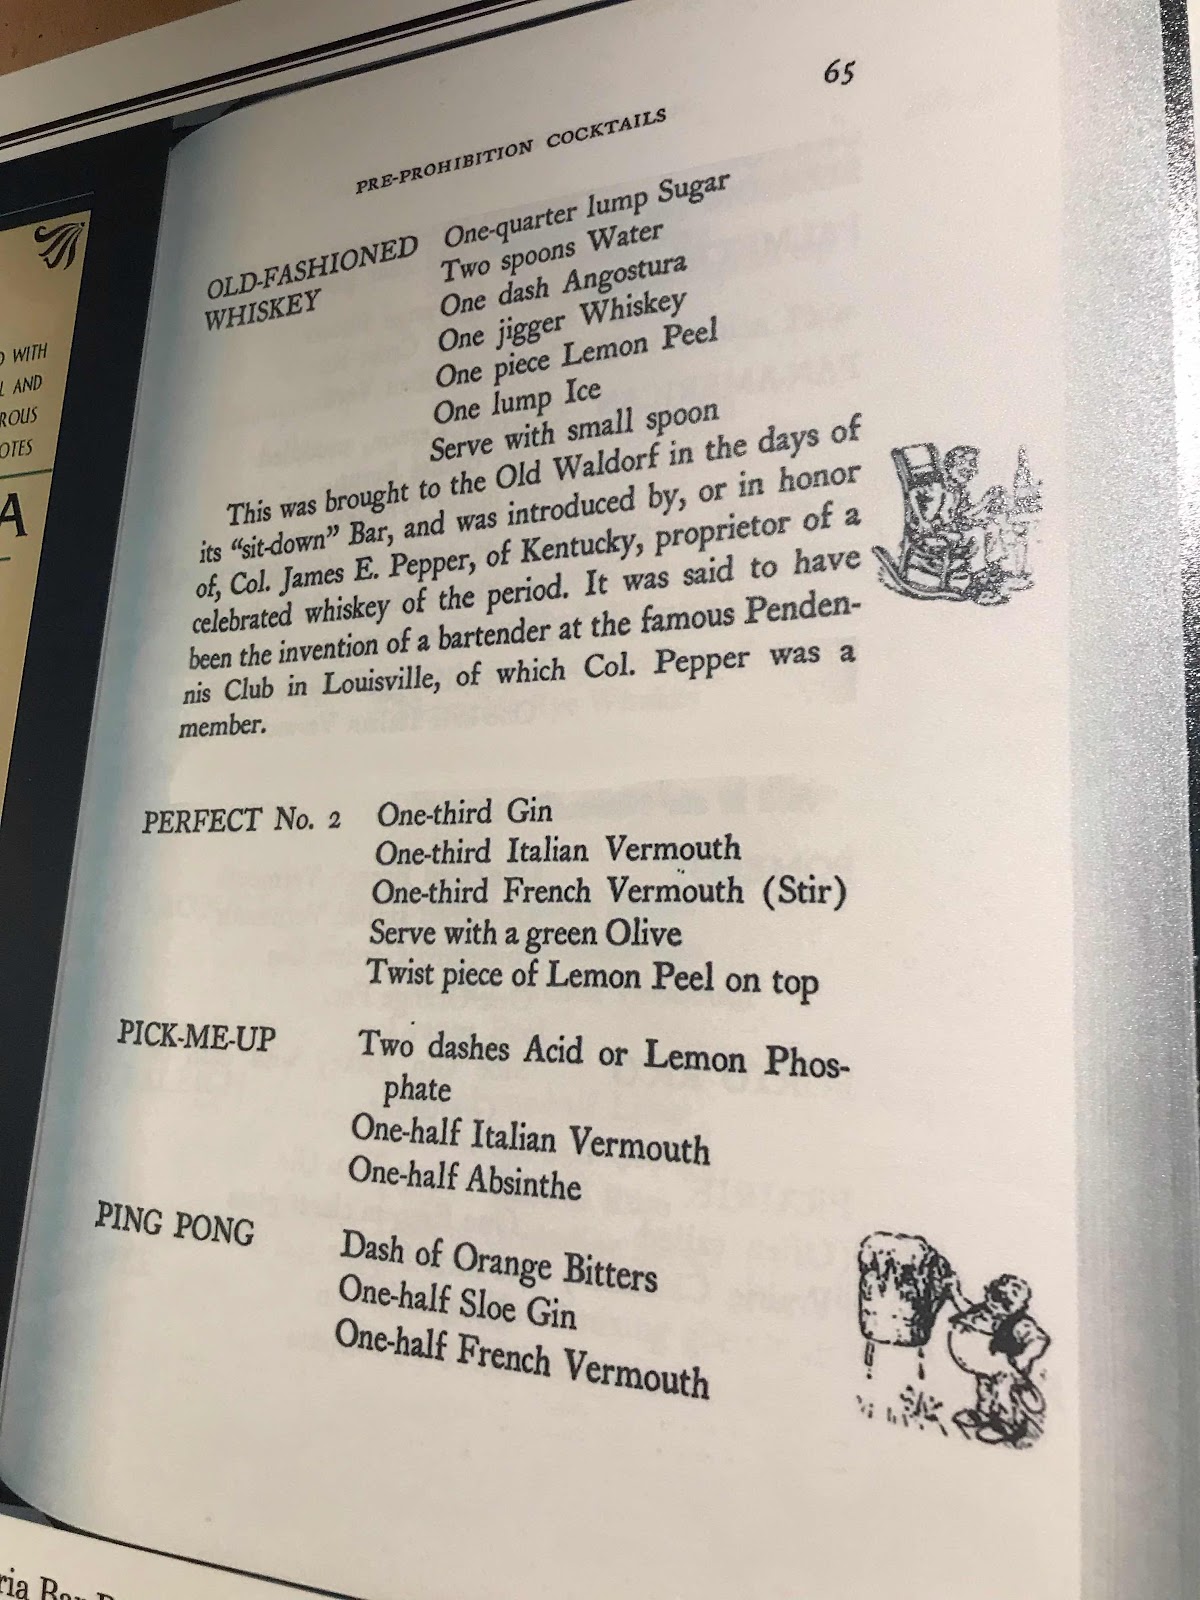 65
PRE-PROHIBITION COCKTAILS
OLD-FASHIONED WHISKEY
One-quarter lump Sugar
Two spoons Water
One dash Angostura
One jigger Whiskey
One piece Lemon Peel
One lump Ice
Serve with small spoon
This was brought to the Old Waldorf in the days of
its “sit-down” Bar, and was introduced by, or in honor
of, Col. James E. Pepper, of Kentucky, proprietor of a
celebrated whiskey of the period. It was said to have
been the invention of a bartender at the famous Penden-
nis Club in Louisville, of which Col. Pepper was a
member.
PERFECT No. 2 One-third Gin
One-third Italian Vermouth
One-third French Vermouth (Stir)
Serve with a green Olive
Twist piece of Lemon Peel on top
PICK-ME-UP Two dashes Acid or Lemon Phos-
phate
One-half Italian Vermouth
One-half Absinthe
PING PONG Dash of Orange Bitters
One-half Sloe Gin
One-half French Vermouth
WITH
AND
OTES
A